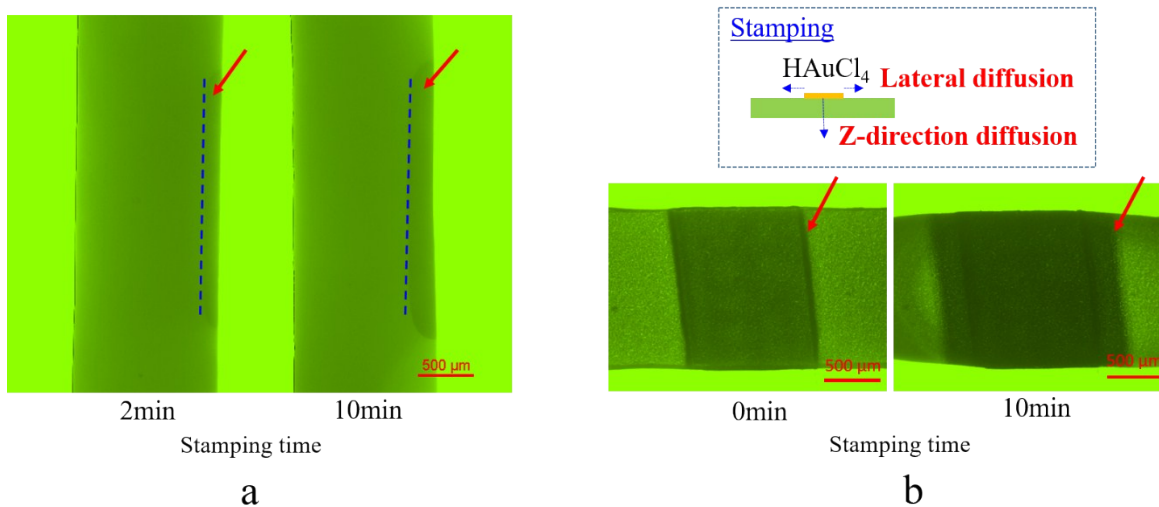 500 µm
2min
10min
Stamping time
a
Stamping
HAuCl₄
Lateral diffusion
Z-direction diffusion
500 µm
500 µm
0min
10min
Stamping time
b